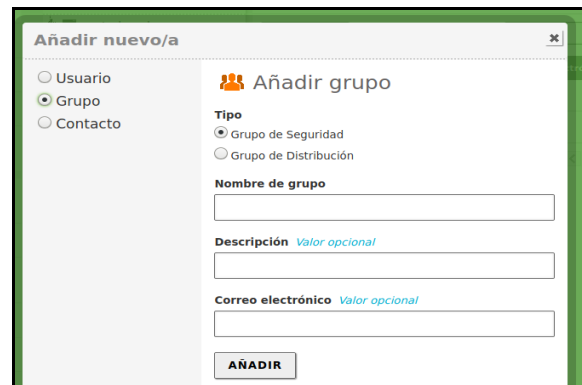 Añadir nuevo/a
Usuario
Grupo
Contacto
Añadir grupo
Tipo
Grupo de Seguridad
Grupo de Distribución
Nombre de grupo
Descripción Valor opcional
Correo electrónico Valor opcional
AÑADIR